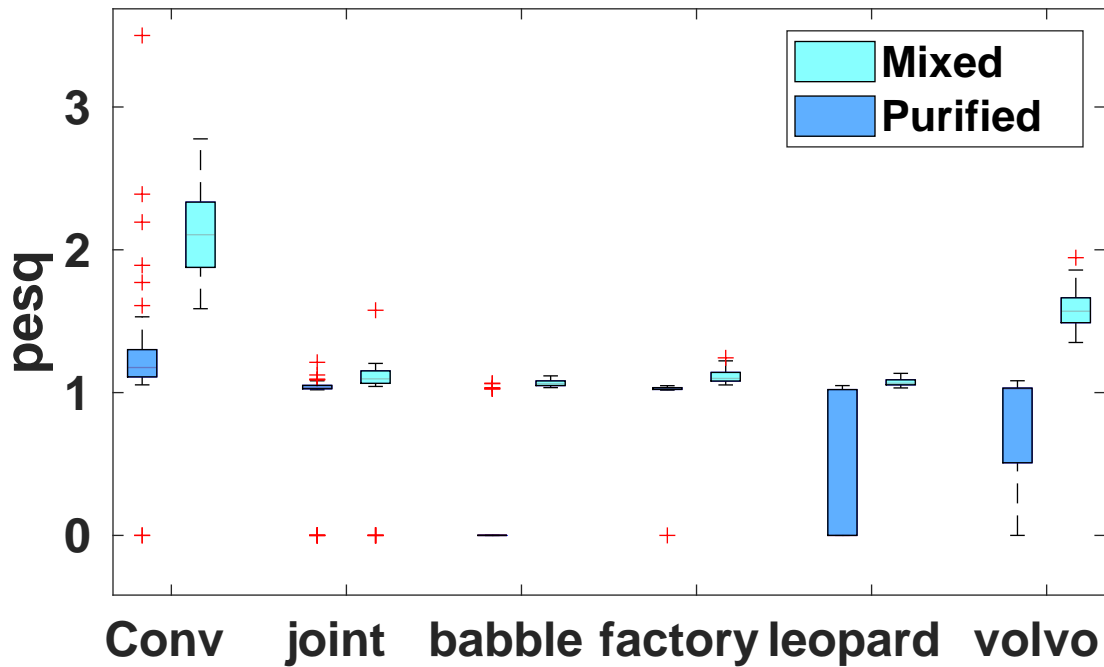 Mixed
Purified
pesq
3
2
1
0
Conv joint babble factory leopard volvo